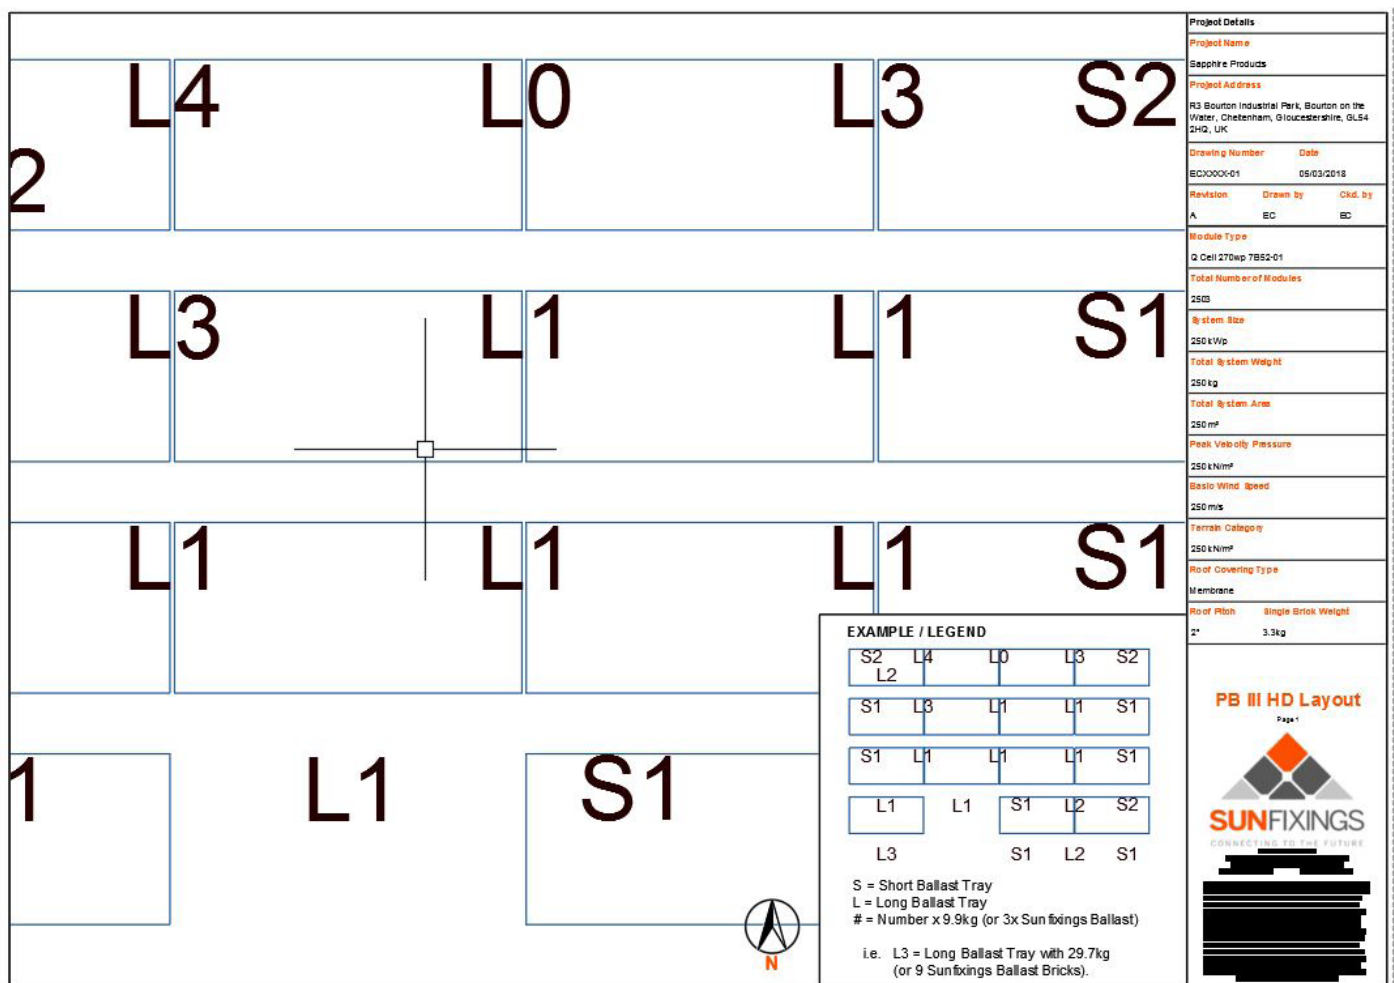 L4 L0 L3 S2
2
L3 L1 L1 S1
L1 L1 L1 S1
1 L1 S1
N
EXAMPLE / LEGEND
S2 L4 L0 L3 S2
L2
S1 L3 L1 L1 S1
S1 L1 L1 L1 S1
L1 L1 S1 L2 S2
L3 S1 L2 S1
S = Short Ballast Tray
L = Long Ballast Tray
# = Number x 9.9kg (or 3x Sunfixings Ballast)
i.e. L3 = Long Ballast Tray with 29.7kg
(or 9 Sunfixings Ballast Bricks).
Project Details
Project Name
Sapphire Products
Project Address
R3 Bourton Industrial Park, Bourton on the
Water, Cheltenham, Gloucestershire, GL54
2HQ, UK
Drawing Number Date
ECXXXX-01 05/03/2018
Revision Drawn by Ckd. by
A EC EC
Module Type
Q Cell 270wp 7BS2-01
Total Number of Modules
2503
System Size
250 kWp
Total System Weight
250 kg
Total System Area
250 m²
Peak Velocity Pressure
250 kN/m²
Basic Wind Speed
250 m/s
Terrain Category
250 kN/m²
Roof Covering Type
Membrane
Roof Pitch Single Brick Weight
2° 3.3kg
PB III HD Layout
Page 1
SUNFIXINGS
CONNECTING TO THE FUTURE